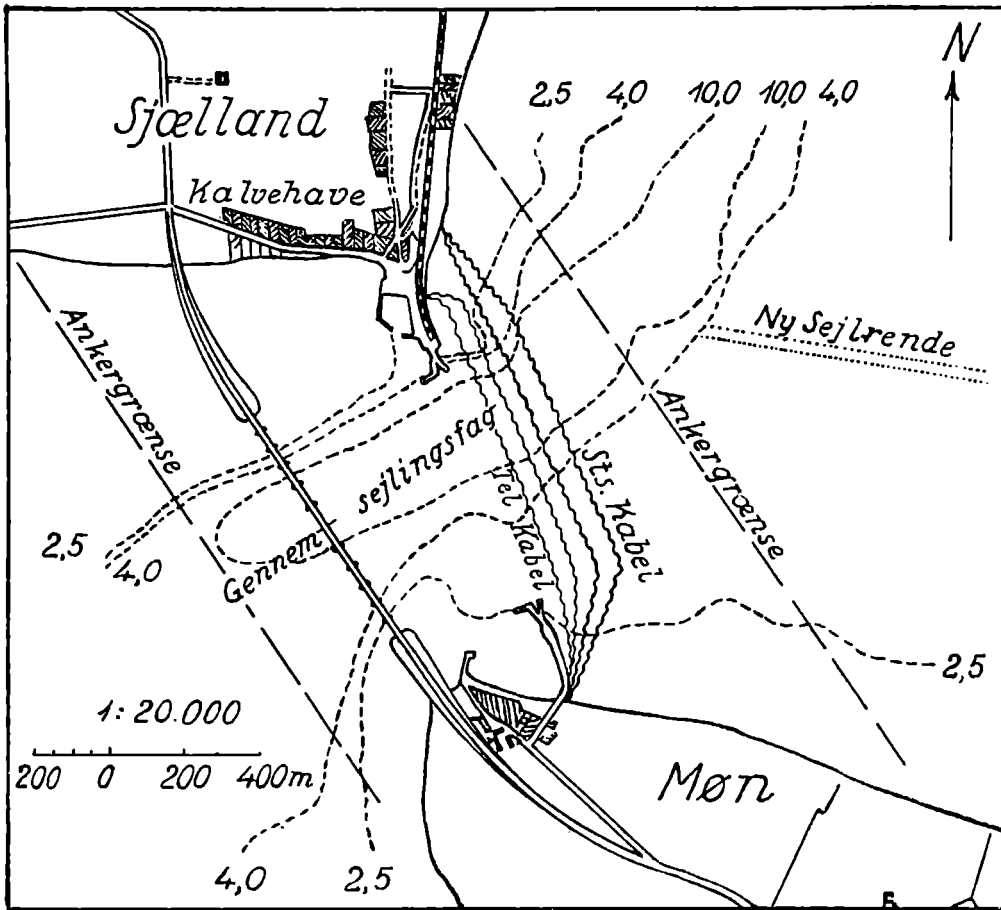 N
2,5 4,0 10,0 10,0 4,0
Sjælland
Kalvehave
Ny Sejlrende
Ankergrænse
Ankergrænse
Gennem sejlingsfag
Tel Kabel
Sts. Kabel
2,5
4,0
2,5
1:20.000
200 0 200 400m
Møn
4,0 2,5